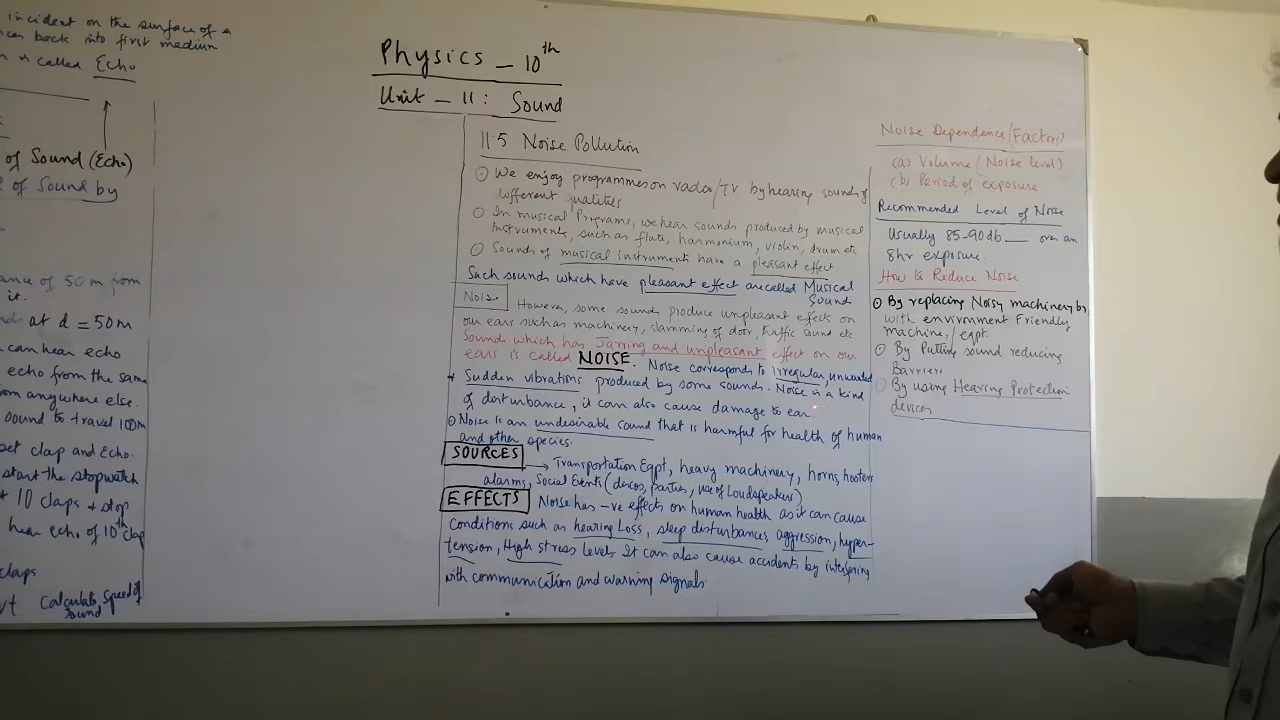 incident on the surface of a
back into first medium
is called Echo
of Sound (Echo)
of Sound by
ance of 50 m from
it.
at d = 50m
can hear echo
echo from the same
from anywhere else.
sound to travel 100m
clap and Echo.
start the stopwatch
10 claps + stop
hear echo of 10th clap
claps
vt Calculate Speed of
Sound
Physics - 10th
Unit - 11: Sound
11.5 Noise Pollution
We enjoy programmes on radio/TV by hearing sounds of
different qualities
In musical Programs, we hear sounds produced by musical
instruments, such as flute, harmonium, violin, drum etc
Sounds of musical instruments have a pleasant effect
Such sounds which have pleasant effect are called Musical
Sound
Noise
However, some sounds produce unpleasant effect on
our ears such as machinery, slamming of door, traffic sound etc
Sound which has Jarring and unpleasant effect on our
ears is called NOISE. Noise corresponds to irregular, unwanted
+ Sudden vibrations produced by some sounds. Noise is a kind
of disturbance, it can also cause damage to ear.
Noise is an undesirable sound that is harmful for health of human
and other species.
SOURCES → Transportation Eqpt, heavy machinery, horns, hooters
alarms, Social Events (discos, parties, use of Loudspeakers)
EFFECTS Noise has -ve effects on human health as it can cause
Conditions such as hearing Loss, sleep disturbances aggression, hyper-
tension, High stress levels It can also cause accidents by interfering
with communication and warning signals.
Noise Dependence/(Factors)
(a) Volume (Noise level)
(b) Period of exposure
Recommended Level of Noise
Usually 85-90db __ over an
8hr exposure.
How to Reduce Noise
By replacing Noisy machinery by
with environment Friendly
machine/eqpt.
By Putting sound reducing
Barriers
By using Hearing Protection
devices